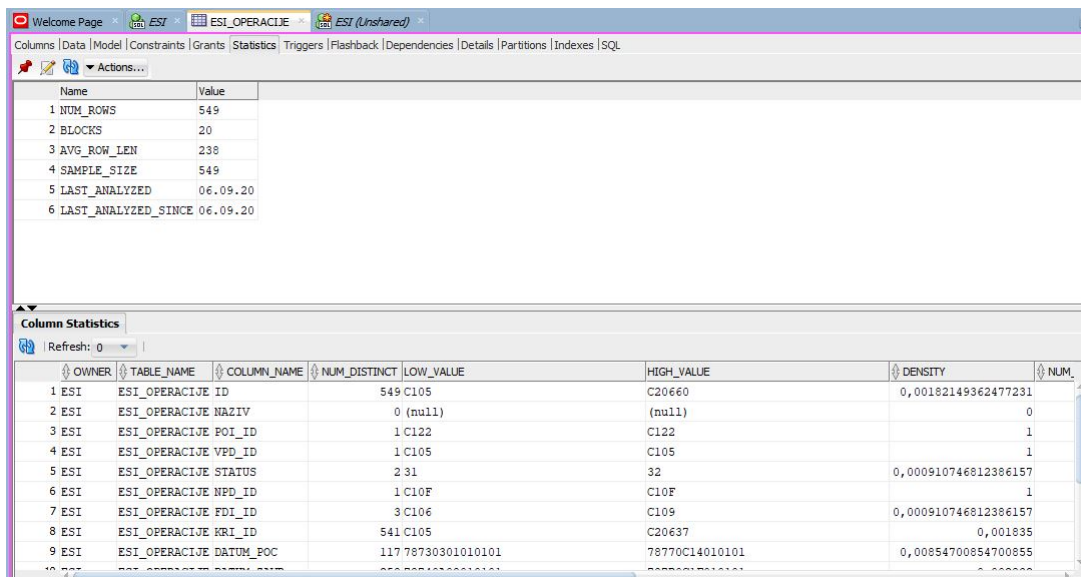 Welcome Page ESI ESI_OPERACIJE ESI (Unshared)
Columns |Data |Model |Constraints |Grants |Statistics |Triggers |Flashback |Dependencies |Details |Partitions |Indexes |SQL
Actions...
Name Value
1 NUM_ROWS 549
2 BLOCKS 20
3 AVG_ROW_LEN 238
4 SAMPLE_SIZE 549
5 LAST_ANALYZED 06.09.20
6 LAST_ANALYZED_SINCE 06.09.20
Column Statistics
Refresh: 0
OWNER TABLE_NAME COLUMN_NAME NUM_DISTINCT LOW_VALUE HIGH_VALUE DENSITY NUM_
1 ESI ESI_OPERACIJE ID 549 C105 C20660 0,00182149362477231
2 ESI ESI_OPERACIJE NAZIV 0 (null) (null) 0
3 ESI ESI_OPERACIJE POI_ID 1 C122 C122 1
4 ESI ESI_OPERACIJE VPD_ID 1 C105 C105 1
5 ESI ESI_OPERACIJE STATUS 2 31 32 0,000910746812386157
6 ESI ESI_OPERACIJE NPD_ID 1 C10F C10F 1
7 ESI ESI_OPERACIJE FDI_ID 3 C106 C109 0,000910746812386157
8 ESI ESI_OPERACIJE KRI_ID 541 C105 C20637 0,001835
9 ESI ESI_OPERACIJE DATUM_POC 117 78730301010101 78770C14010101 0,00854700854700855
10 ESI ESI_OPERACIJE